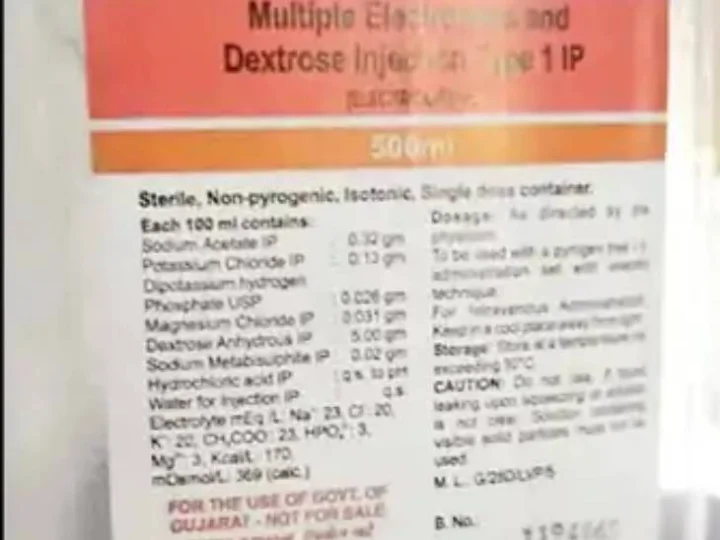 Multiple Electrolytes and
Dextrose Injection Type 1 IP
500ml
Sterile, Non-pyrogenic, Isotonic, Single dose container.
Each 100 ml contains:
Sodium Acetate IP : 0.32 gm
Potassium Chloride IP : 0.13 gm
Dipotassium hydrogen
Phosphate USP : 0.026 gm
Magnesium Chloride IP : 0.031 gm
Dextrose Anhydrous IP : 5.00 gm
Sodium Metabisulphite IP : 0.02 gm
Hydrochloric acid IP : q.s. to pH
Water for Injection IP : q.s.
Electrolyte mEq /L: Na⁺ 23, Cl⁻ 20,
K⁺ 20, CH₃COO⁻ 23, HPO₄⁻ 3,
Mg⁺⁺ 3, Kcal/L 170,
mOsmol/L: 369 (calc.)
FOR THE USE OF GOVT. OF
GUJARAT - NOT FOR SALE
Dosage: As directed by the
physician.
To be used with a pyrogen free I.V.
administration set with aseptic
technique.
For Intravenous Administration.
Keep in a cool place away from light.
Storage: Store at a temperature not
exceeding 30°C.
CAUTION: Do not use, if found
leaking upon squeezing or solution
is not clear. Solution containing
visible solid particles must not be
used.
M. L.
B. No.: